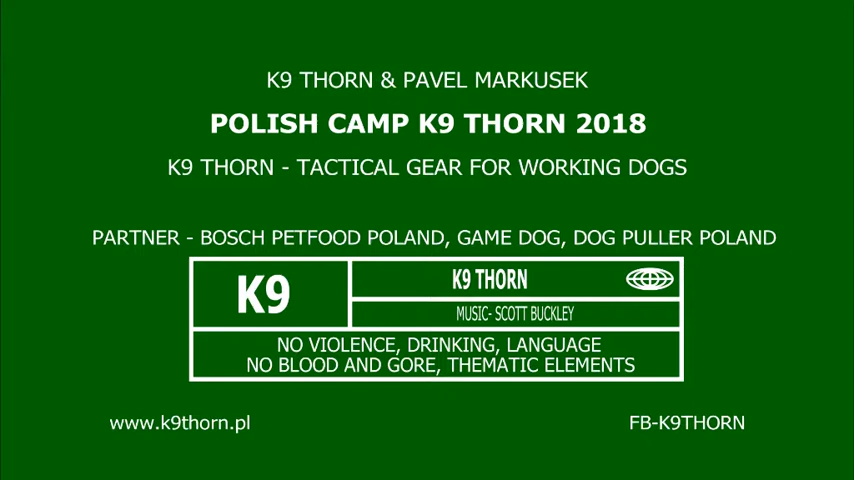 K9 THORN & PAVEL MARKUSEK
POLISH CAMP K9 THORN 2018
K9 THORN - TACTICAL GEAR FOR WORKING DOGS
PARTNER - BOSCH PETFOOD POLAND, GAME DOG, DOG PULLER POLAND
K9
K9 THORN
MUSIC- SCOTT BUCKLEY
NO VIOLENCE, DRINKING, LANGUAGE
NO BLOOD AND GORE, THEMATIC ELEMENTS
www.k9thorn.pl
FB-K9THORN